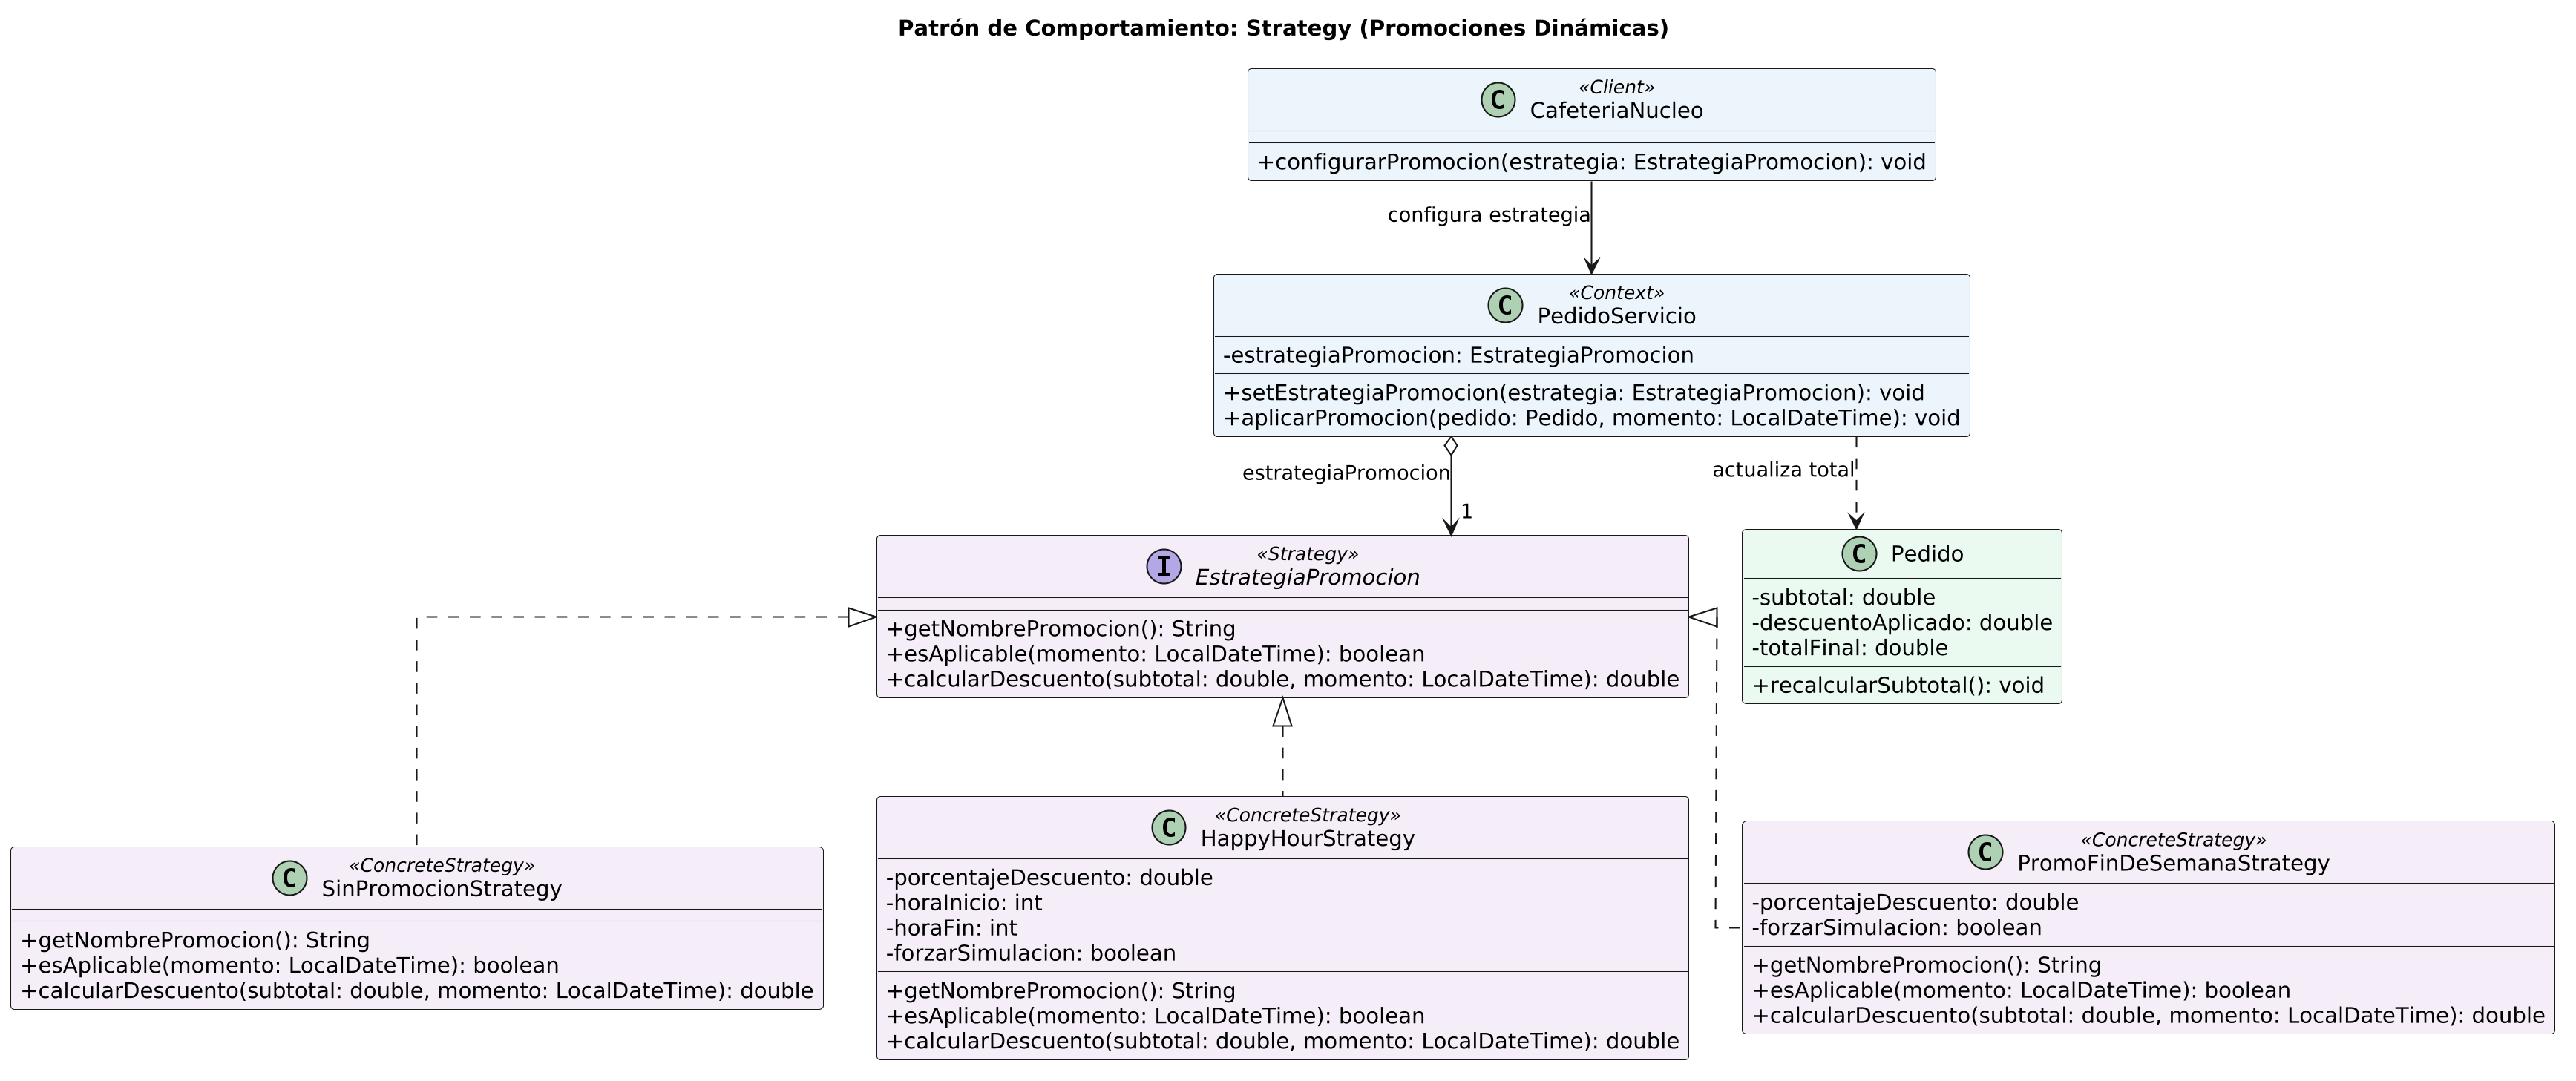 Patrón de Comportamiento: Strategy (Promociones Dinámicas)
C
«Client»
CafeteriaNucleo
+configurarPromocion(estrategia: EstrategiaPromocion): void
configura estrategia
C
«Context»
PedidoServicio
-estrategiaPromocion: EstrategiaPromocion
+setEstrategiaPromocion(estrategia: EstrategiaPromocion): void
+aplicarPromocion(pedido: Pedido, momento: LocalDateTime): void
estrategiaPromocion
1
actualiza total
I
«Strategy»
EstrategiaPromocion
+getNombrePromocion(): String
+esAplicable(momento: LocalDateTime): boolean
+calcularDescuento(subtotal: double, momento: LocalDateTime): double
C
Pedido
-subtotal: double
-descuentoAplicado: double
-totalFinal: double
+recalcularSubtotal(): void
C
«ConcreteStrategy»
SinPromocionStrategy
+getNombrePromocion(): String
+esAplicable(momento: LocalDateTime): boolean
+calcularDescuento(subtotal: double, momento: LocalDateTime): double
C
«ConcreteStrategy»
HappyHourStrategy
-porcentajeDescuento: double
-horaInicio: int
-horaFin: int
-forzarSimulacion: boolean
+getNombrePromocion(): String
+esAplicable(momento: LocalDateTime): boolean
+calcularDescuento(subtotal: double, momento: LocalDateTime): double
C
«ConcreteStrategy»
PromoFinDeSemanaStrategy
-porcentajeDescuento: double
-forzarSimulacion: boolean
+getNombrePromocion(): String
+esAplicable(momento: LocalDateTime): boolean
+calcularDescuento(subtotal: double, momento: LocalDateTime): double